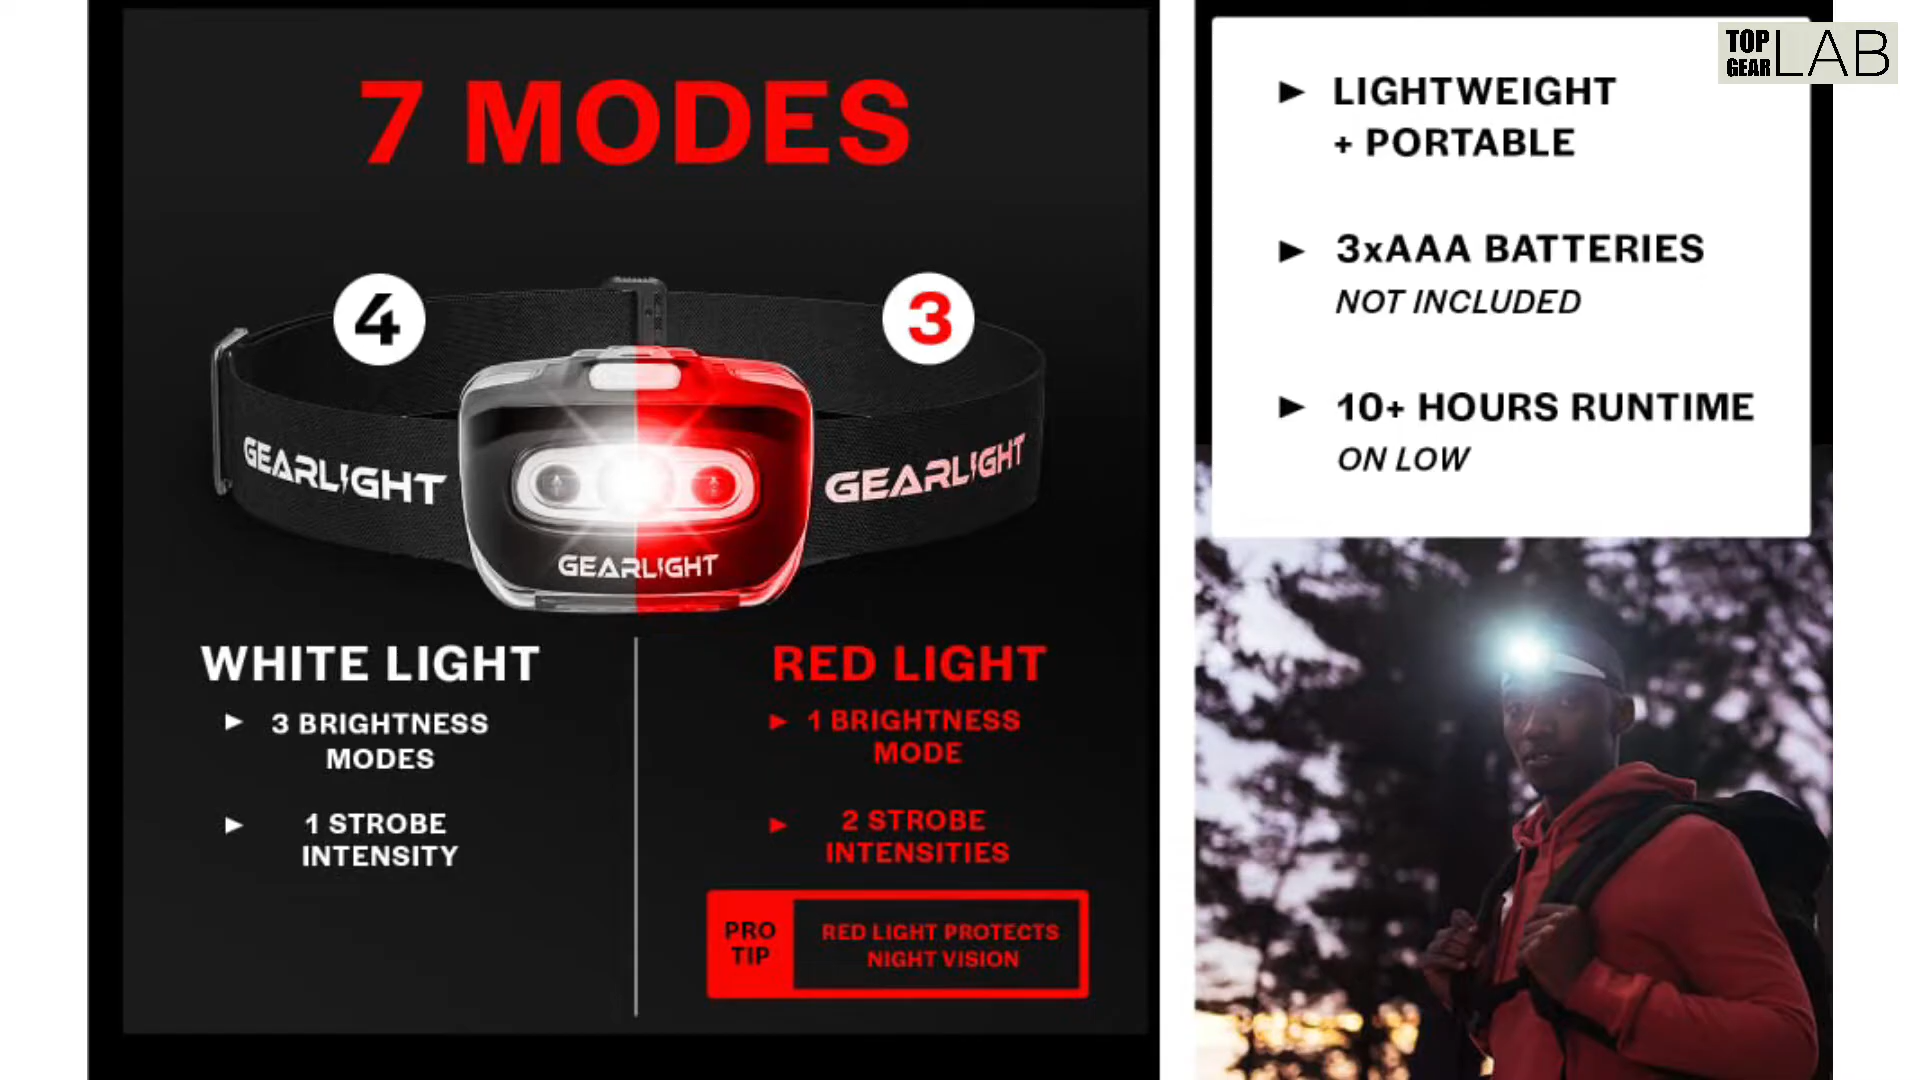 7 MODES
4
3
GEARLIGHT
GEARLIGHT
GEARLIGHT
WHITE LIGHT
▶ 3 BRIGHTNESS
MODES
▶ 1 STROBE
INTENSITY
RED LIGHT
▶ 1 BRIGHTNESS
MODE
▶ 2 STROBE
INTENSITIES
PRO
TIP
RED LIGHT PROTECTS
NIGHT VISION
TOP
GEAR
LAB
▶ LIGHTWEIGHT
+ PORTABLE
▶ 3xAAA BATTERIES
NOT INCLUDED
▶ 10+ HOURS RUNTIME
ON LOW